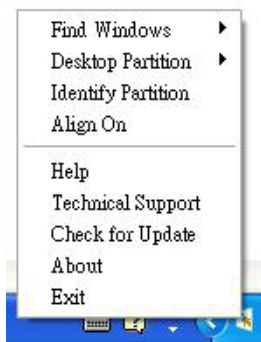 Find Windows
Desktop Partition
Identify Partition
Align On
Help
Technical Support
Check for Update
About
Exit